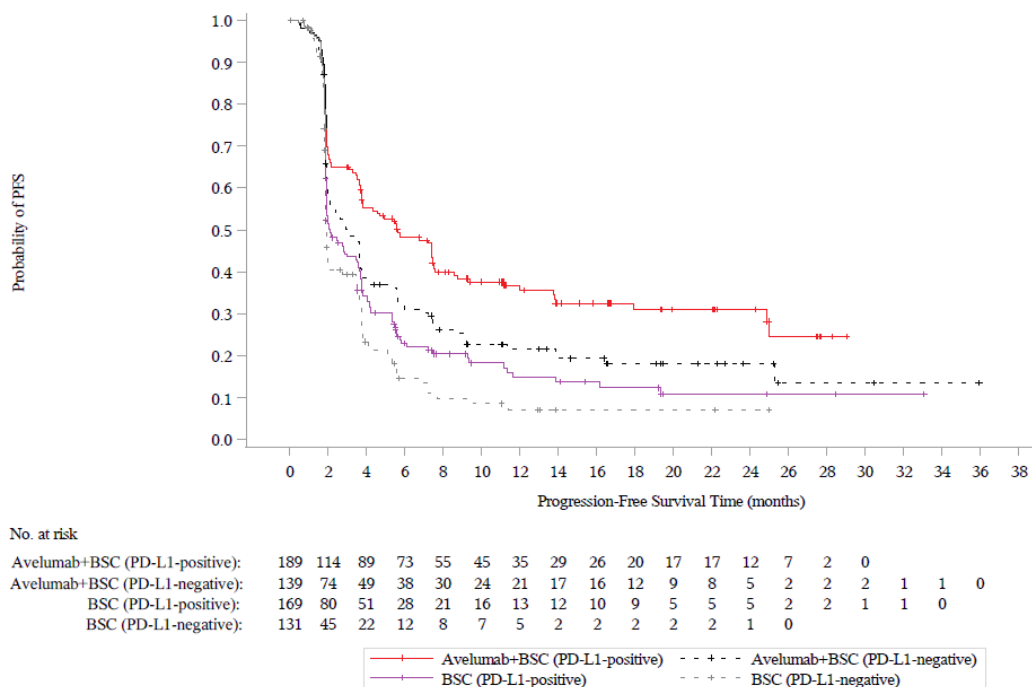 1.0
0.9
0.8
0.7
0.6
0.5
0.4
0.3
0.2
0.1
0.0
Probability of PFS
0 2 4 6 8 10 12 14 16 18 20 22 24 26 28 30 32 34 36 38
Progression-Free Survival Time (months)
No. at risk
Avelumab+BSC (PD-L1-positive): 189 114 89 73 55 45 35 29 26 20 17 17 12 7 2 0
Avelumab+BSC (PD-L1-negative): 139 74 49 38 30 24 21 17 16 12 9 8 5 2 2 2 1 1 0
BSC (PD-L1-positive): 169 80 51 28 21 16 13 12 10 9 5 5 5 2 2 1 1 0
BSC (PD-L1-negative): 131 45 22 12 8 7 5 2 2 2 2 2 1 0
Avelumab+BSC (PD-L1-positive) Avelumab+BSC (PD-L1-negative)
BSC (PD-L1-positive) BSC (PD-L1-negative)